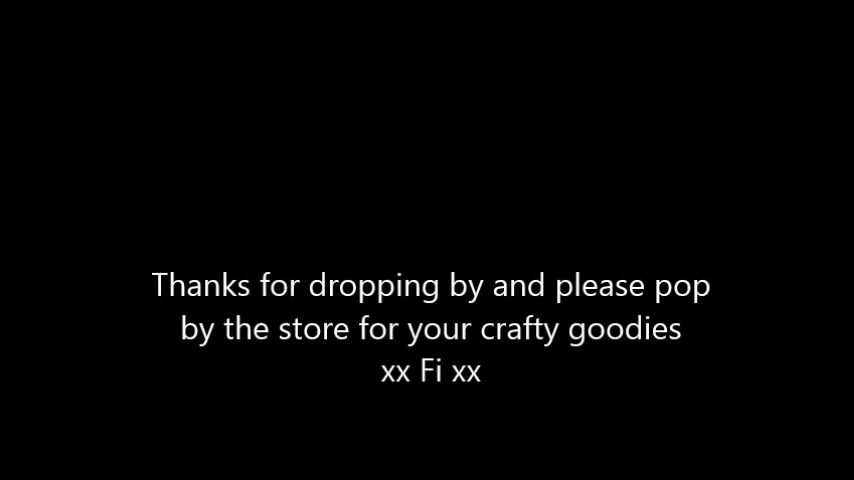 Thanks for dropping by and please pop
by the store for your crafty goodies
xx Fi xx